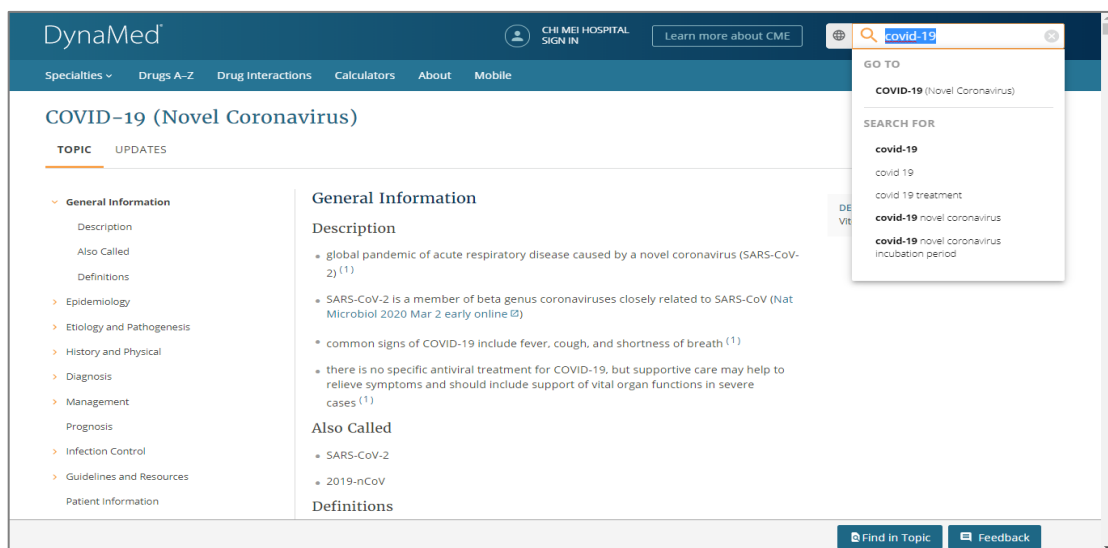 DynaMed
CHI MEI HOSPITAL
SIGN IN
Learn more about CME
covid-19
Specialties
Drugs A–Z
Drug Interactions
Calculators
About
Mobile
GO TO
COVID-19 (Novel Coronavirus)
SEARCH FOR
covid-19
covid 19
covid 19 treatment
covid-19 novel coronavirus
covid-19 novel coronavirus
incubation period
COVID-19 (Novel Coronavirus)
TOPIC
UPDATES
General Information
Description
Also Called
Definitions
Epidemiology
Etiology and Pathogenesis
History and Physical
Diagnosis
Management
Prognosis
Infection Control
Guidelines and Resources
Patient Information
General Information
Description
• global pandemic of acute respiratory disease caused by a novel coronavirus (SARS-CoV-
2) (1)
• SARS-CoV-2 is a member of beta genus coronaviruses closely related to SARS-CoV (Nat
Microbiol 2020 Mar 2 early online)
• common signs of COVID-19 include fever, cough, and shortness of breath (1)
• there is no specific antiviral treatment for COVID-19, but supportive care may help to
relieve symptoms and should include support of vital organ functions in severe
cases (1)
Also Called
• SARS-CoV-2
• 2019-nCoV
Definitions
DE
Vit
Find in Topic
Feedback